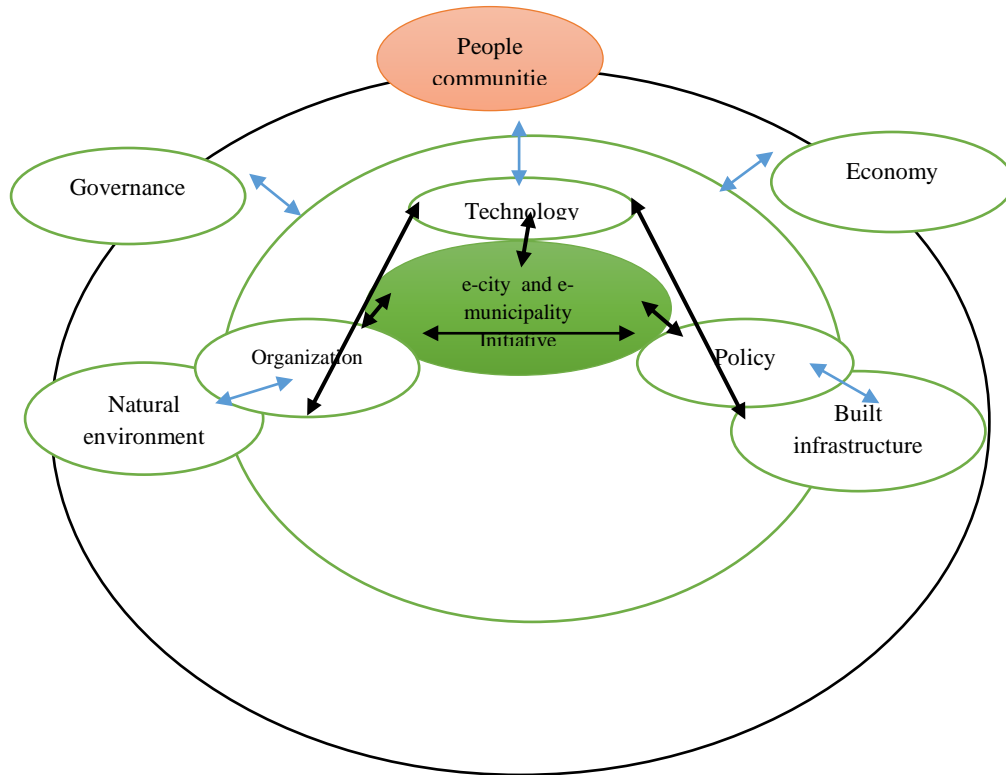 People
communitie
Governance
Economy
Technology
e-city and e-
municipality
Initiative
Organization
Policy
Natural
environment
Built
infrastructure